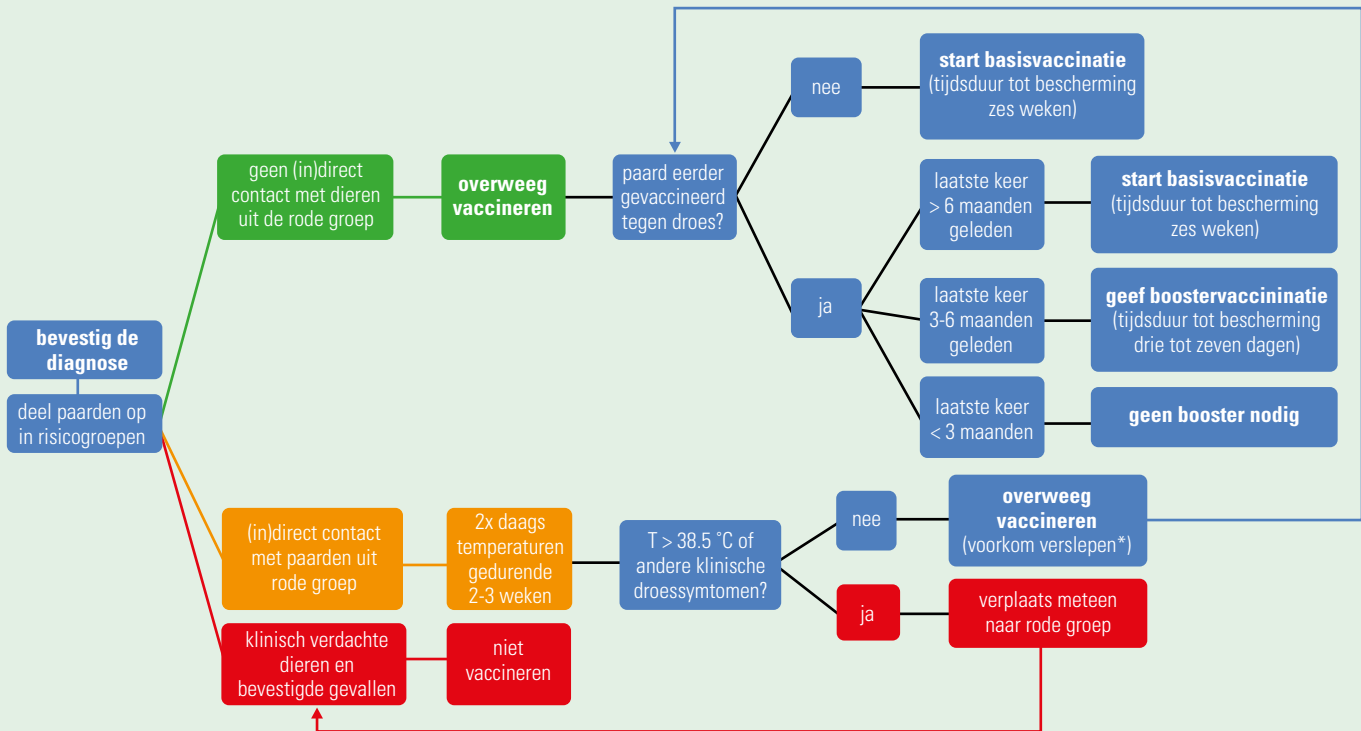 bevestig de
diagnose
deel paarden op
in risicogroepen
geen (in)direct
contact met dieren
uit de rode groep
overweeg
vaccineren
paard eerder
gevaccineerd
tegen droes?
nee
start basisvaccinatie
(tijdsduur tot bescherming
zes weken)
ja
laatste keer
> 6 maanden
geleden
start basisvaccinatie
(tijdsduur tot bescherming
zes weken)
laatste keer
3-6 maanden
geleden
geef boostervaccininatie
(tijdsduur tot bescherming
drie tot zeven dagen)
laatste keer
< 3 maanden
geen booster nodig
(in)direct contact
met paarden uit
rode groep
2x daags
temperaturen
gedurende
2-3 weken
T > 38.5 ˚C of
andere klinische
droessymtomen?
nee
overweeg
vaccineren
(voorkom verslepen*)
ja
verplaats meteen
naar rode groep
klinisch verdachte
dieren en
bevestigde gevallen
niet
vaccineren